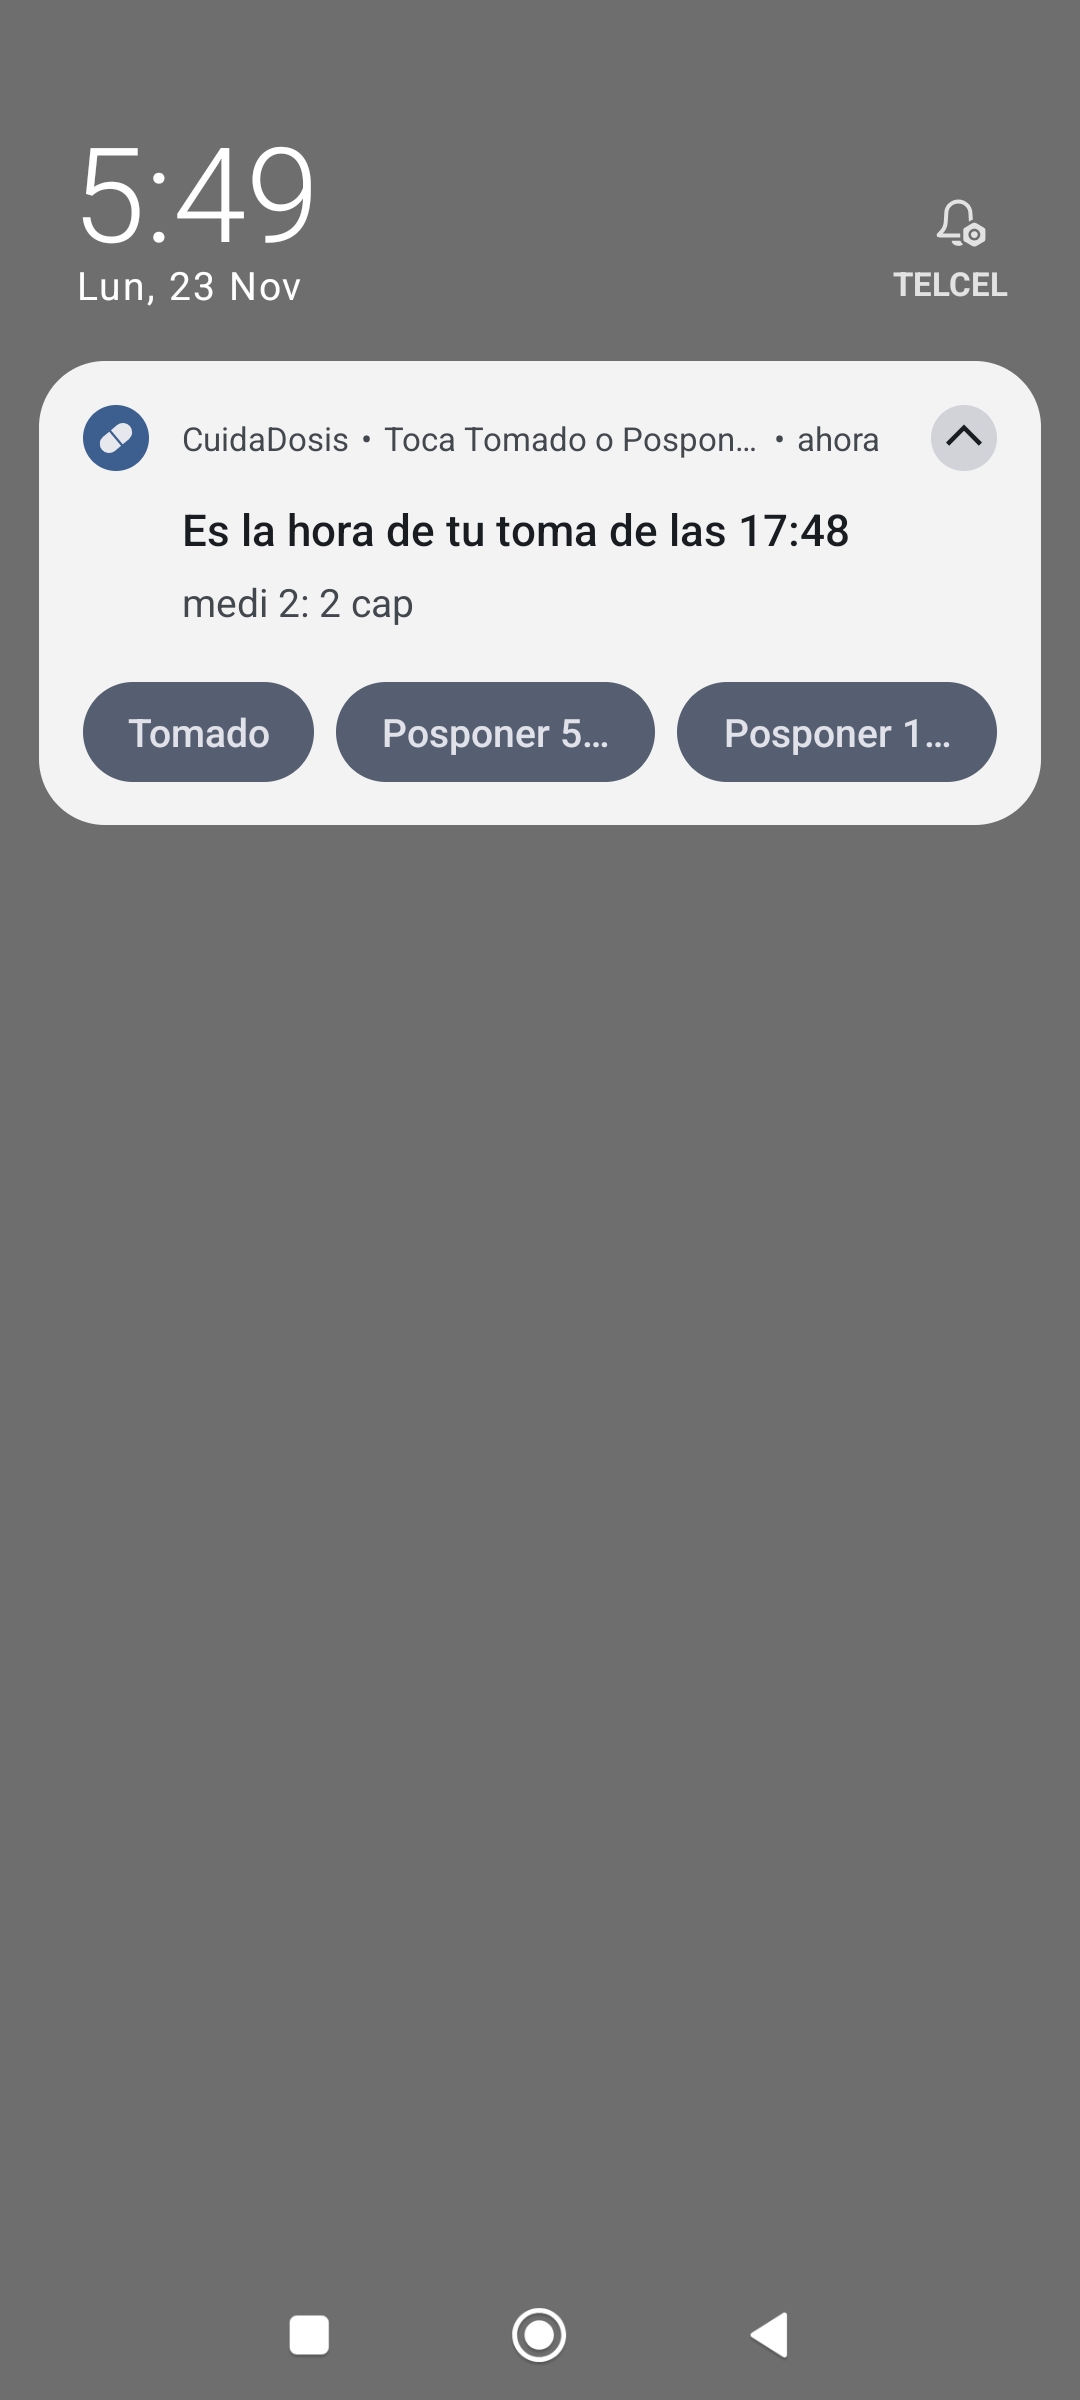 5:49
Lun, 23 Nov
TELCEL
CuidaDosis • Toca Tomado o Pospon... • ahora
Es la hora de tu toma de las 17:48
medi 2: 2 cap
Tomado
Posponer 5...
Posponer 1...